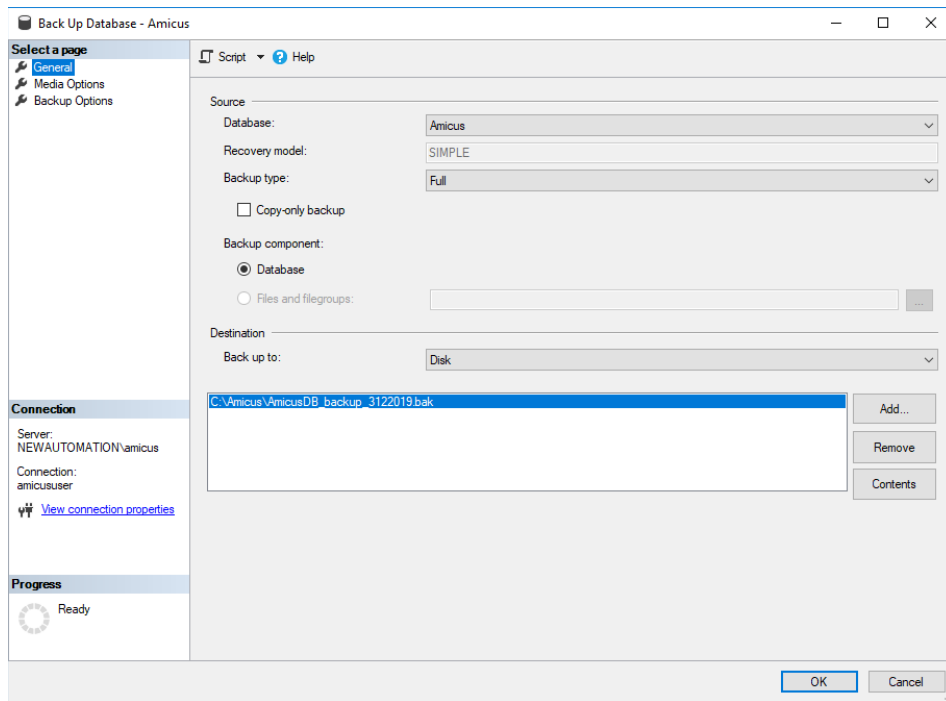 Back Up Database - Amicus
Select a page
General
Media Options
Backup Options
Script
Help
Source
Database:
Amicus
Recovery model:
SIMPLE
Backup type:
Full
Copy-only backup
Backup component:
Database
Files and filegroups:
...
Destination
Back up to:
Disk
C:\Amicus\AmicusDB_backup_3122019.bak
Add...
Remove
Contents
Connection
Server:
NEWAUTOMATION\amicus
Connection:
amicususer
View connection properties
Progress
Ready
OK
Cancel